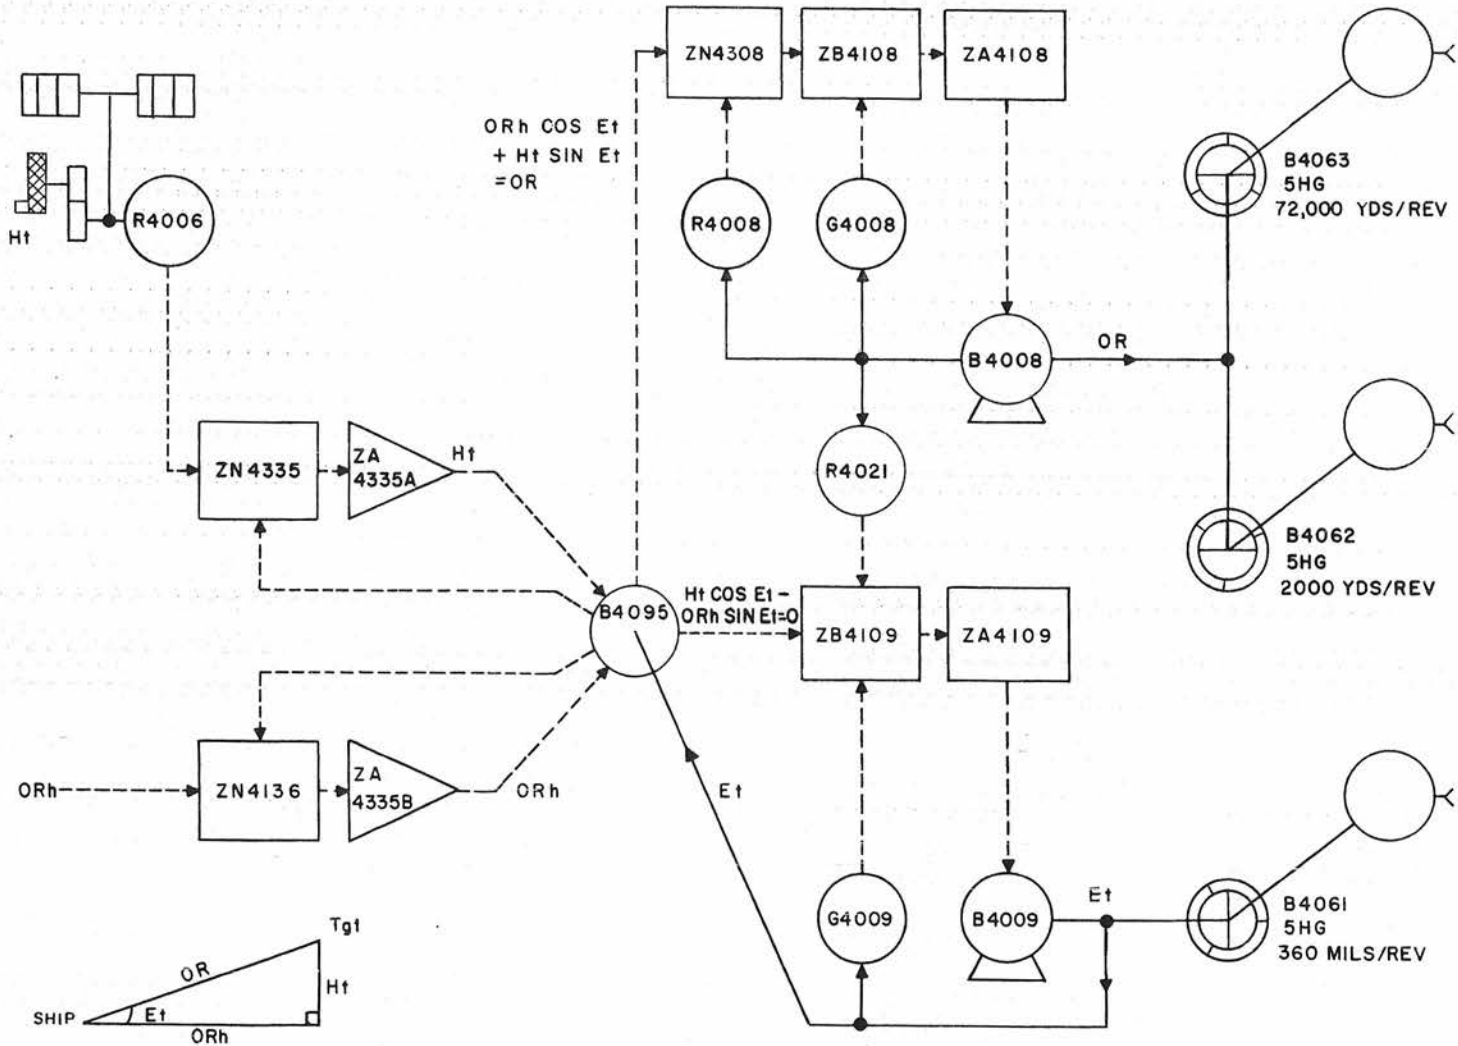 ZN4308
ZB4108
ZA4108
ORh COS Et
+ Ht SIN Et
=OR
B4063
5HG
72,000 YDS/REV
Ht
R4006
R4008
G4008
B4008
OR
ZN4335
ZA
4335A
Ht
R4021
B4062
5HG
2000 YDS/REV
B4095
Ht COS Et –
ORh SIN Et=0
ZB4109
ZA4109
ORh
ZN4136
ZA
4335B
ORh
Et
G4009
B4009
Et
B4061
5HG
360 MILS/REV
Tgt
OR
Ht
SHIP
Et
ORh